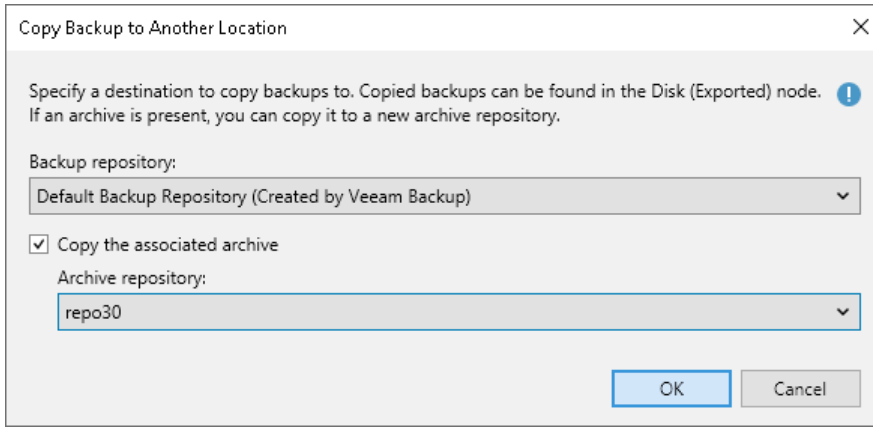 Copy Backup to Another Location
Specify a destination to copy backups to. Copied backups can be found in the Disk (Exported) node.
If an archive is present, you can copy it to a new archive repository.
Backup repository:
Default Backup Repository (Created by Veeam Backup)
Copy the associated archive
Archive repository:
repo30
OK
Cancel